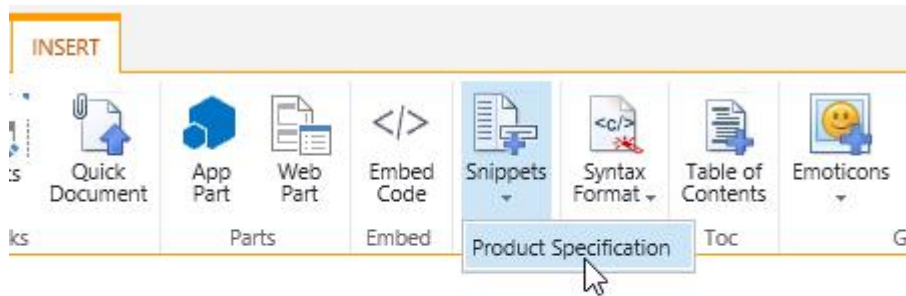 INSERT
Quick
Document
App
Part
Web
Part
</>
Embed
Code
Snippets
<c/>
Syntax
Format
Table of
Contents
Emoticons
Parts
Embed
Product Specification
Toc